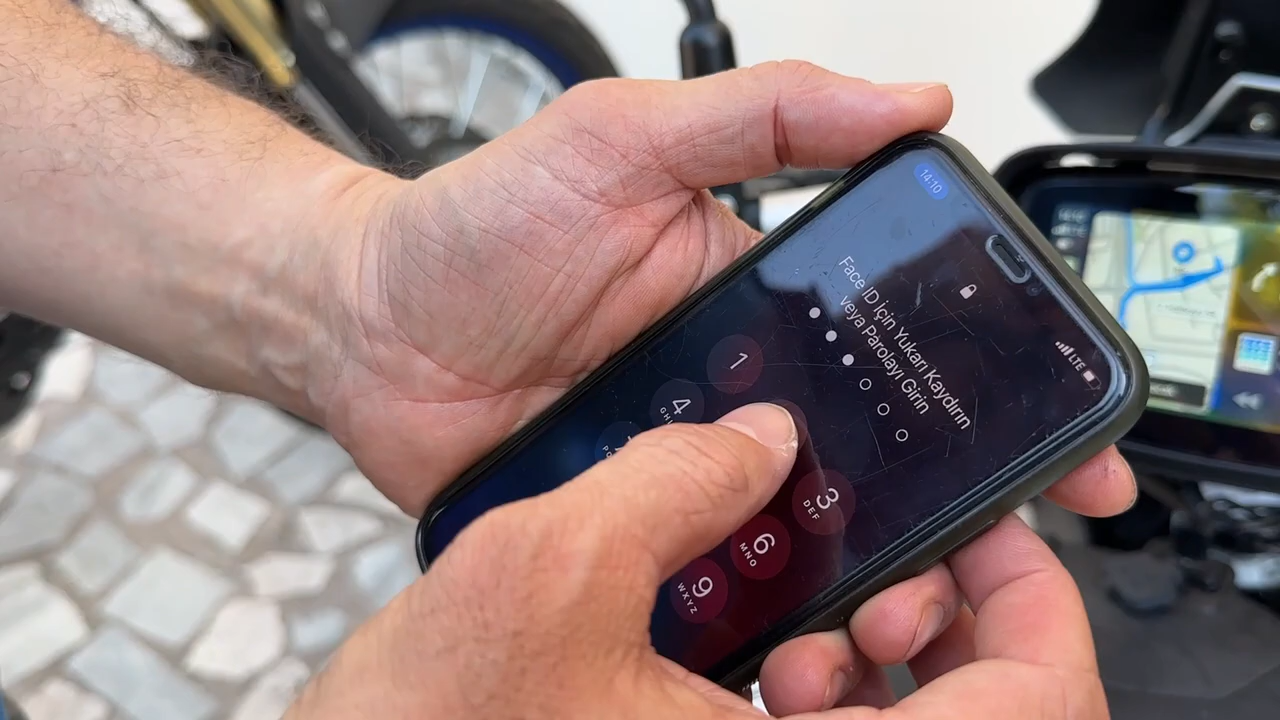 14:10
LTE
Face ID İçin Yukarı Kaydırın
veya Parolayı Girin
1
3
DEF
4
6
MNO
9
WXYZ